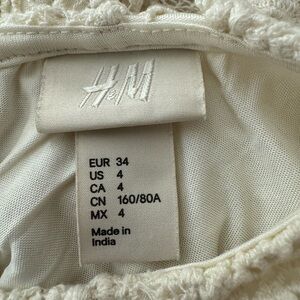 H&M
EUR 34
US 4
CA 4
CN 160/80A
MX 4
Made in
India